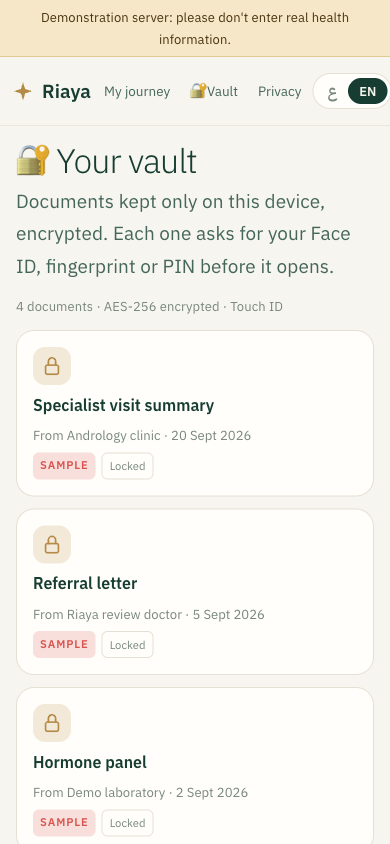 Demonstration server: please don't enter real health
information.
Riaya My journey Vault Privacy ع EN
Your vault
Documents kept only on this device,
encrypted. Each one asks for your Face
ID, fingerprint or PIN before it opens.
4 documents · AES-256 encrypted · Touch ID
Specialist visit summary
From Andrology clinic · 20 Sept 2026
SAMPLE Locked
Referral letter
From Riaya review doctor · 5 Sept 2026
SAMPLE Locked
Hormone panel
From Demo laboratory · 2 Sept 2026
SAMPLE Locked